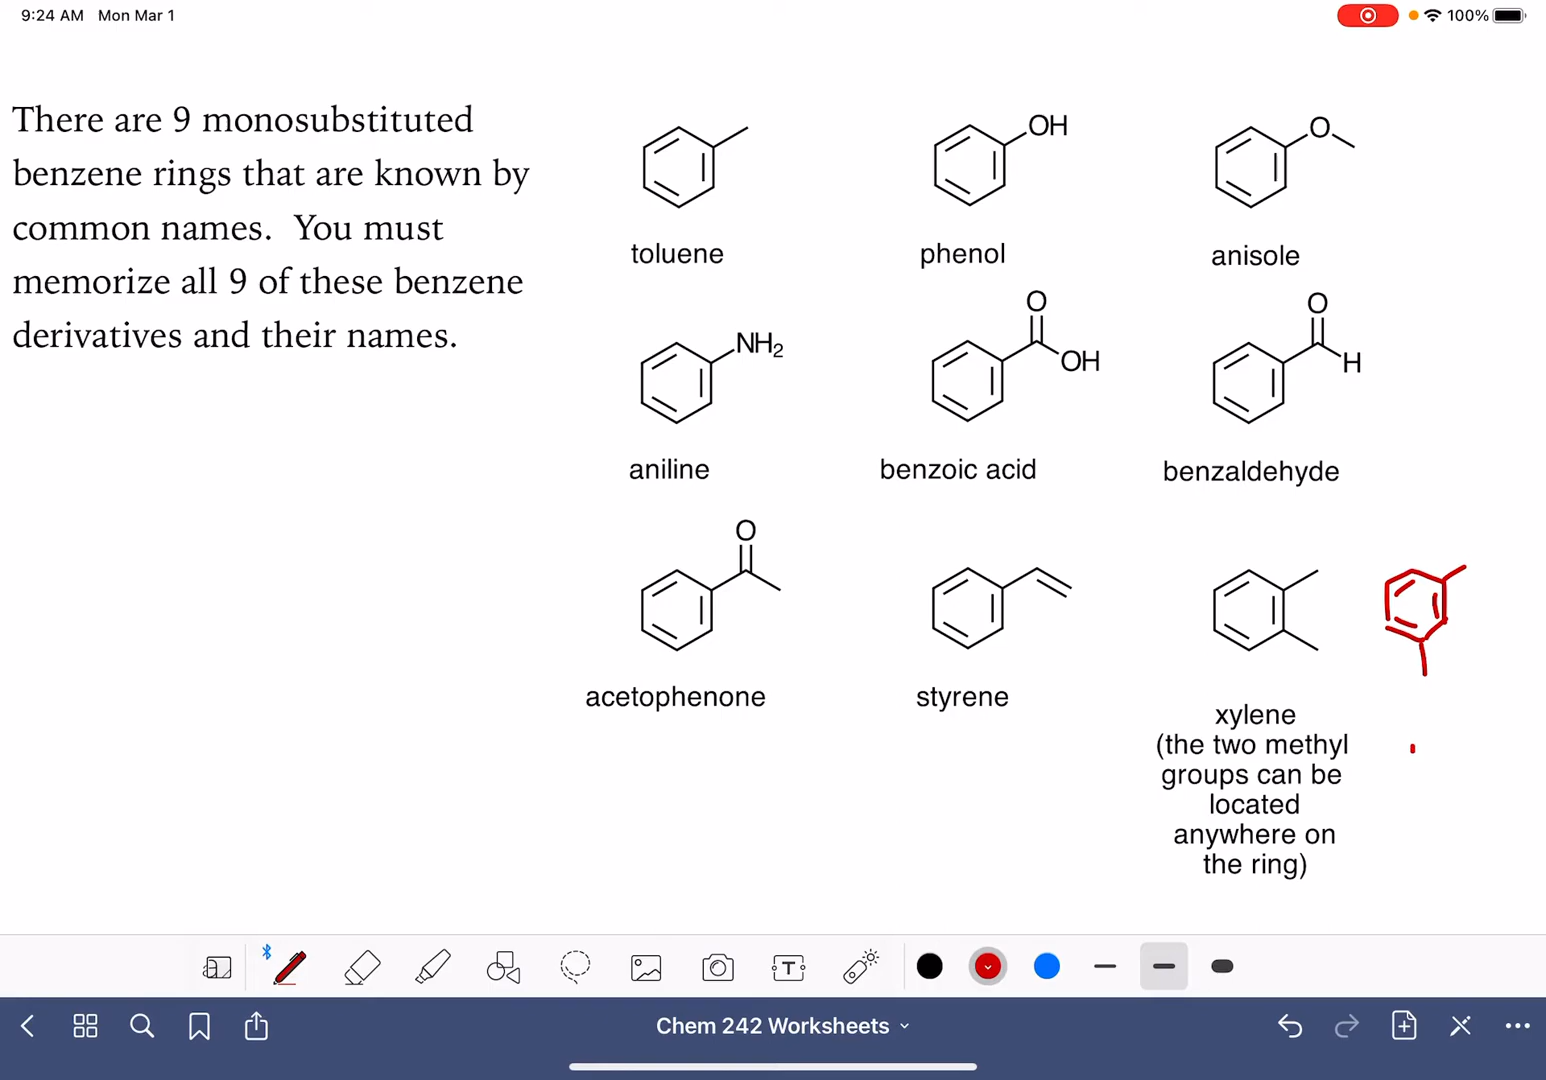 9:24 AM Mon Mar 1
100%
There are 9 monosubstituted
benzene rings that are known by
common names. You must
memorize all 9 of these benzene
derivatives and their names.
OH
O
toluene
phenol
anisole
NH2
O
OH
O
H
aniline
benzoic acid
benzaldehyde
O
acetophenone
styrene
xylene
(the two methyl
groups can be
located
anywhere on
the ring)
a
T
Chem 242 Worksheets